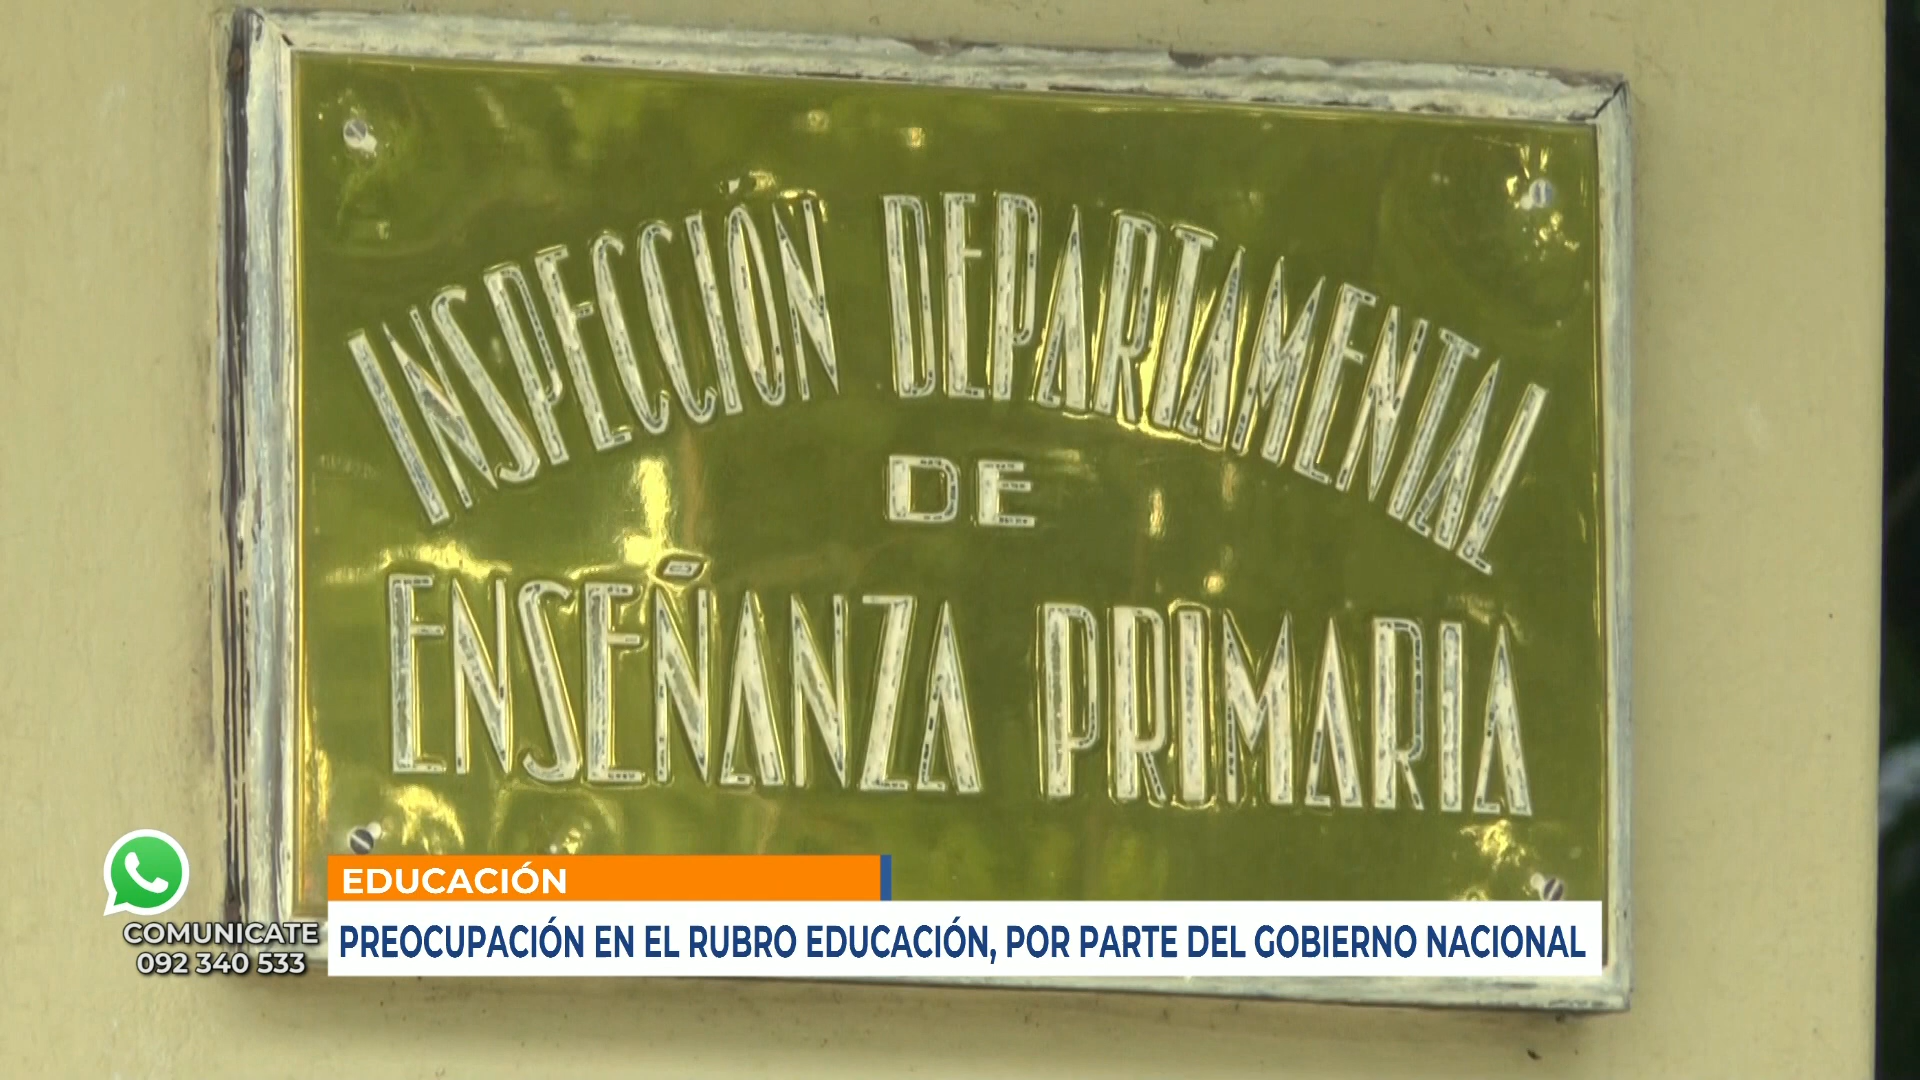 INSPECCIÓN DEPARTAMENTAL
DE
ENSEÑANZA PRIMARIA
EDUCACIÓN
PREOCUPACIÓN EN EL RUBRO EDUCACIÓN, POR PARTE DEL GOBIERNO NACIONAL
COMUNICATE
092 340 533